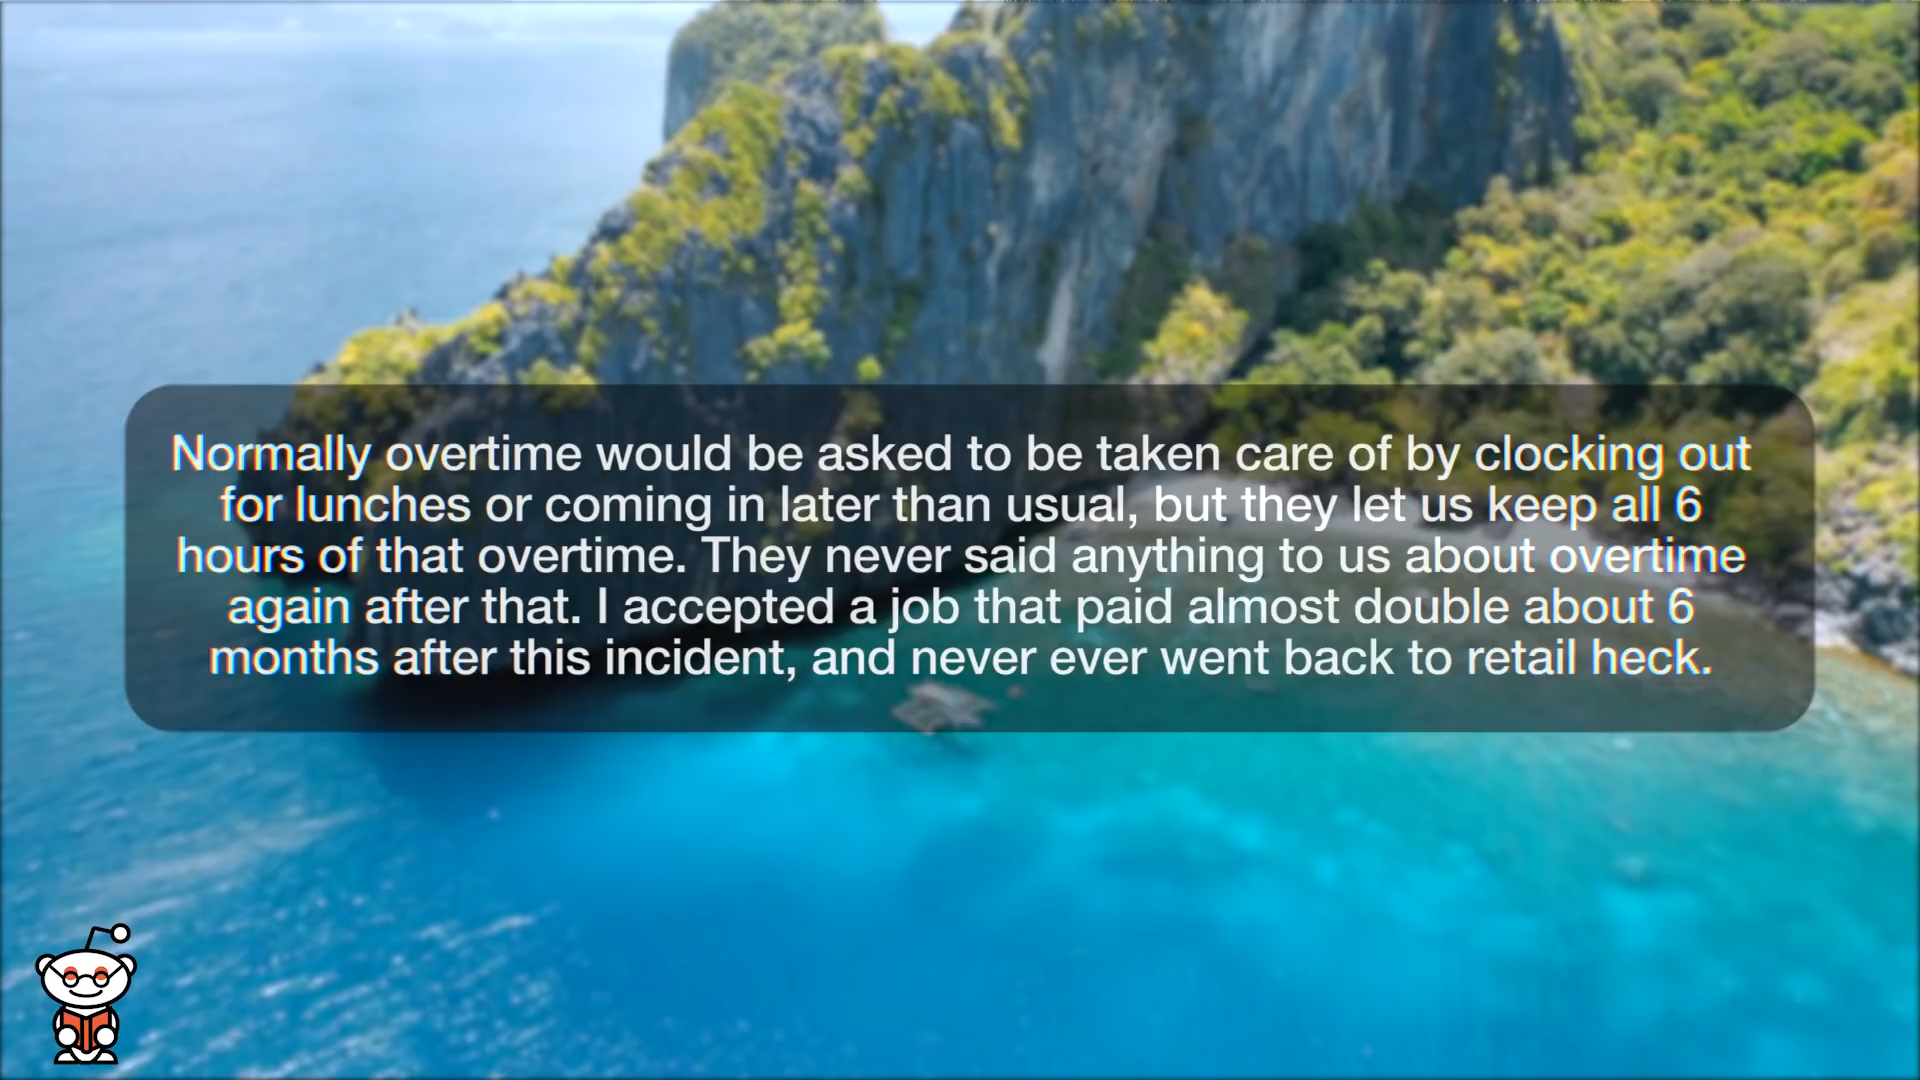 Normally overtime would be asked to be taken care of by clocking out
for lunches or coming in later than usual, but they let us keep all 6
hours of that overtime. They never said anything to us about overtime
again after that. I accepted a job that paid almost double about 6
months after this incident, and never ever went back to retail heck.